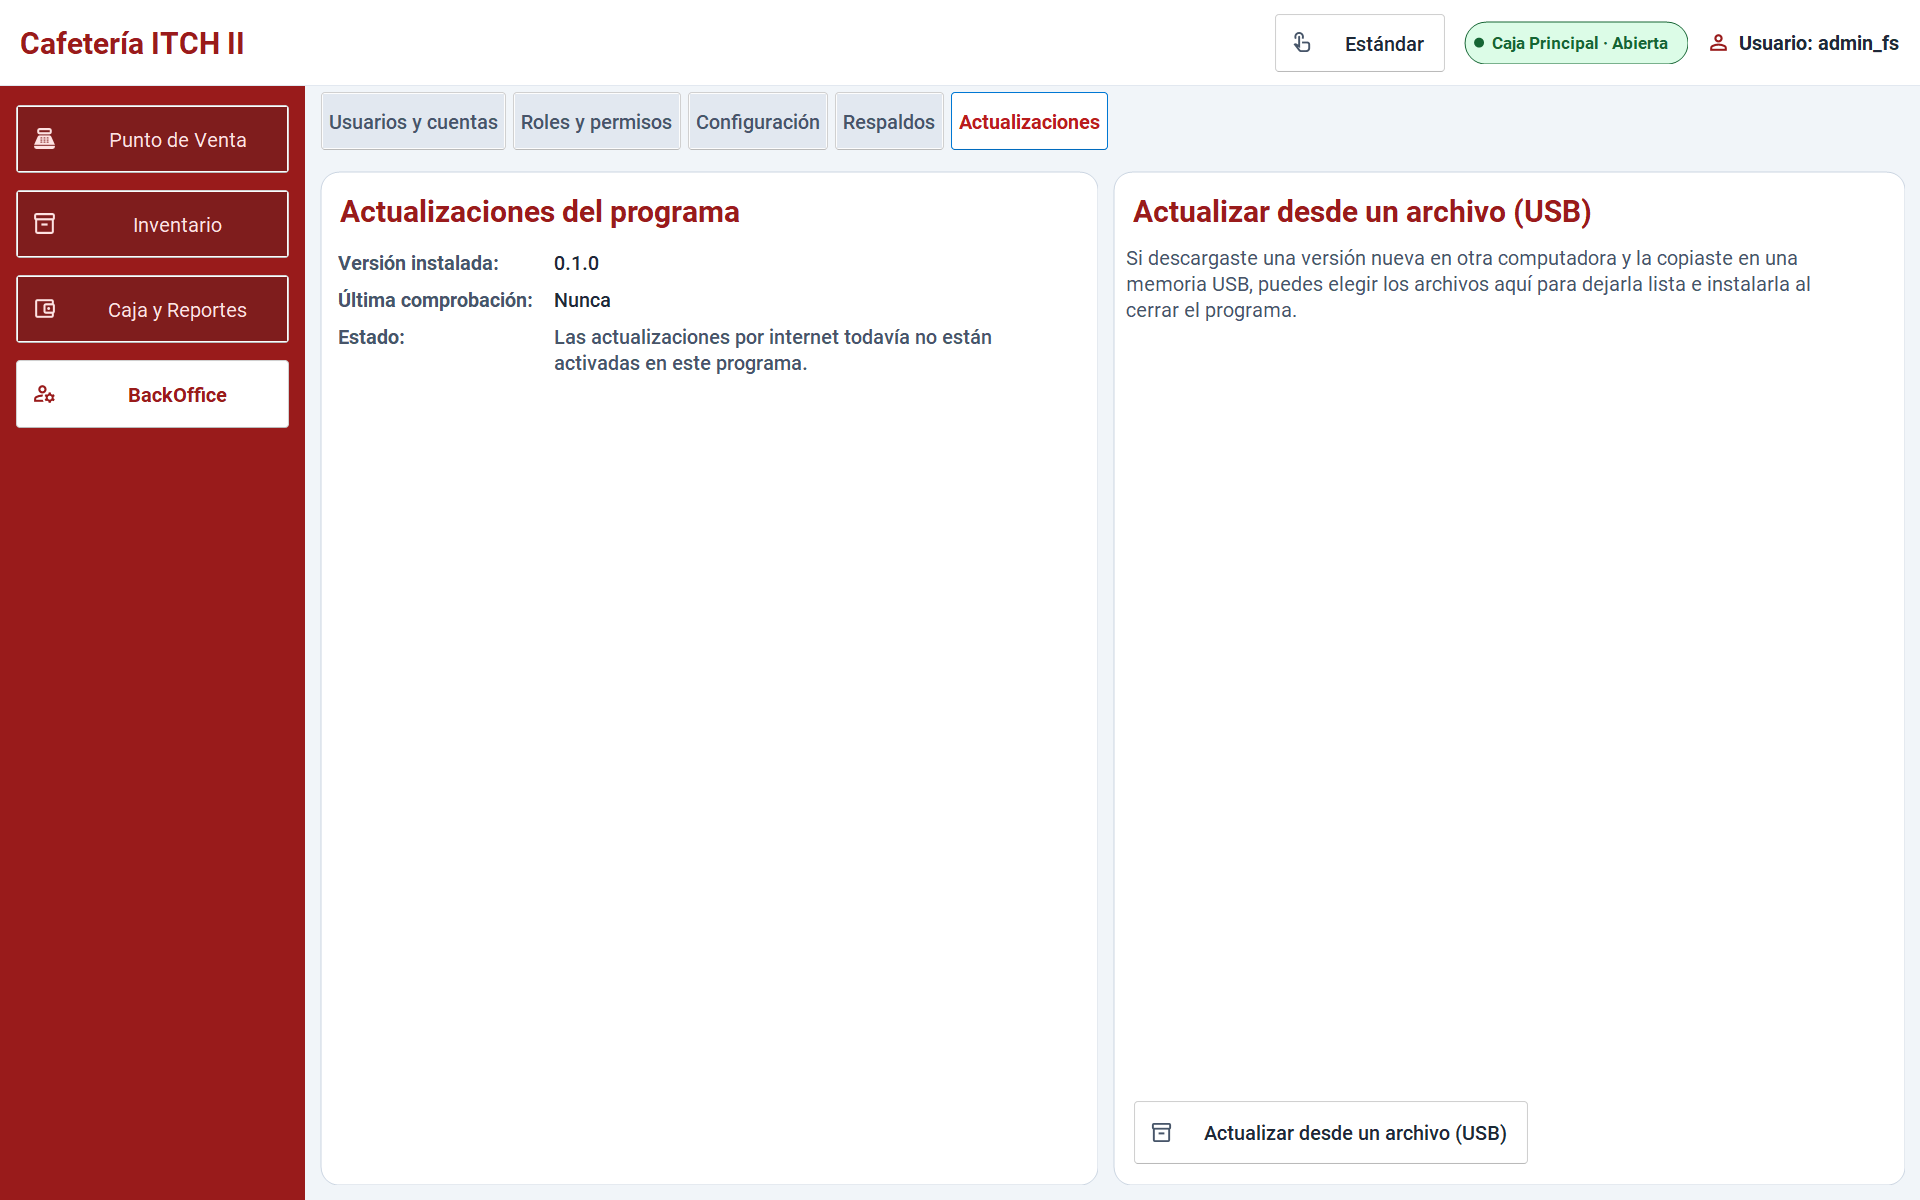 Cafetería ITCH II
Estándar
Caja Principal · Abierta
Usuario: admin_fs
Punto de Venta
Inventario
Caja y Reportes
BackOffice
Usuarios y cuentas
Roles y permisos
Configuración
Respaldos
Actualizaciones
Actualizaciones del programa
Versión instalada: 0.1.0
Última comprobación: Nunca
Estado: Las actualizaciones por internet todavía no están
activadas en este programa.
Actualizar desde un archivo (USB)
Si descargaste una versión nueva en otra computadora y la copiaste en una
memoria USB, puedes elegir los archivos aquí para dejarla lista e instalarla al
cerrar el programa.
Actualizar desde un archivo (USB)